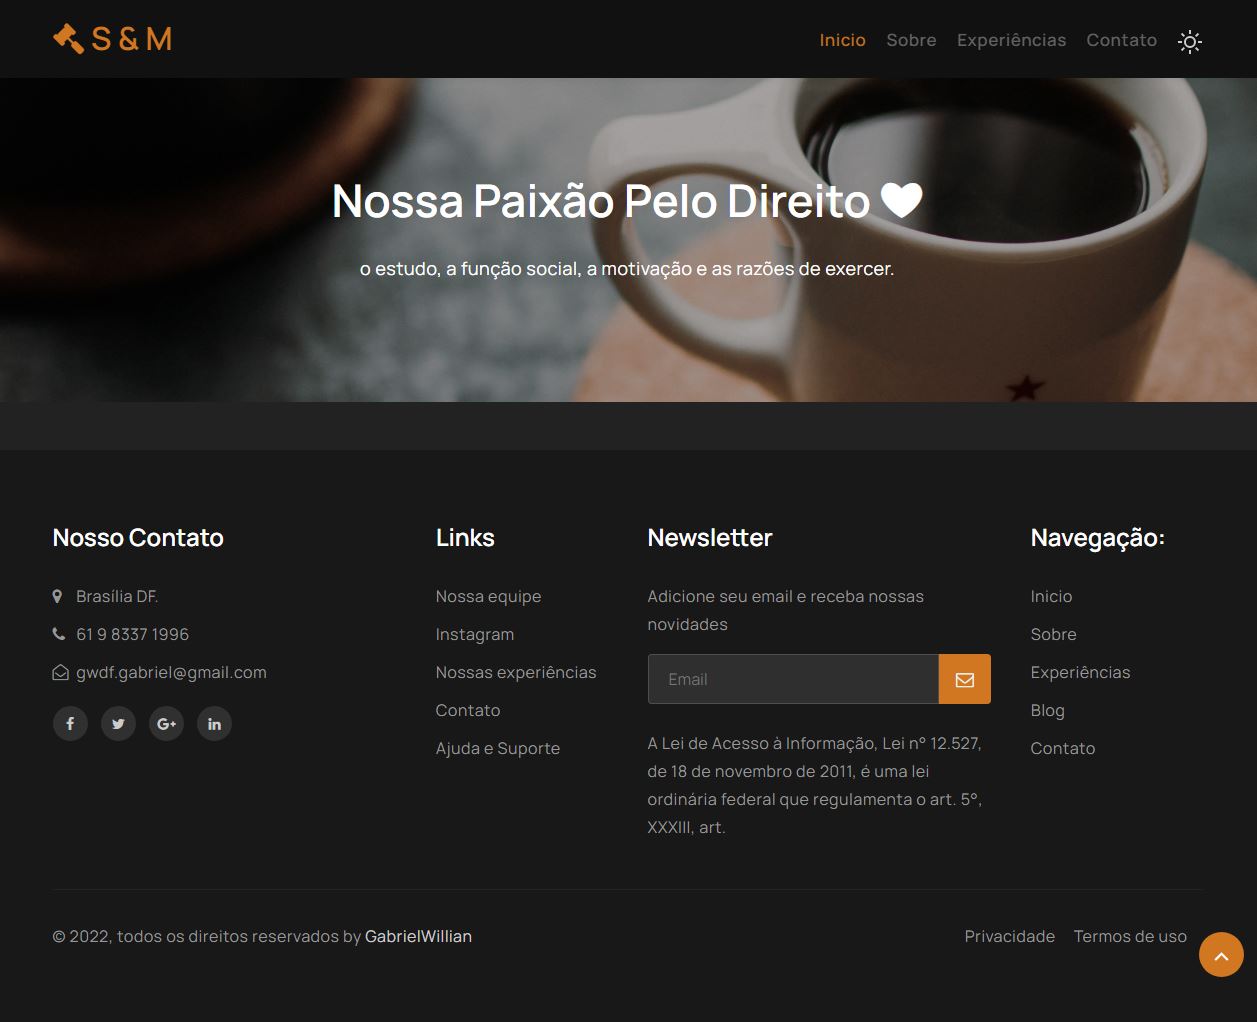 S & M
Inicio Sobre Experiências Contato
Nossa Paixão Pelo Direito
o estudo, a função social, a motivação e as razões de exercer.
Nosso Contato
Brasília DF.
61 9 8337 1996
gwdf.gabriel@gmail.com
Links
Nossa equipe
Instagram
Nossas experiências
Contato
Ajuda e Suporte
Newsletter
Adicione seu email e receba nossas
novidades
Email
A Lei de Acesso à Informação, Lei n° 12.527,
de 18 de novembro de 2011, é uma lei
ordinária federal que regulamenta o art. 5°,
XXXIII, art.
Navegação:
Inicio
Sobre
Experiências
Blog
Contato
© 2022, todos os direitos reservados by GabrielWillian
Privacidade Termos de uso